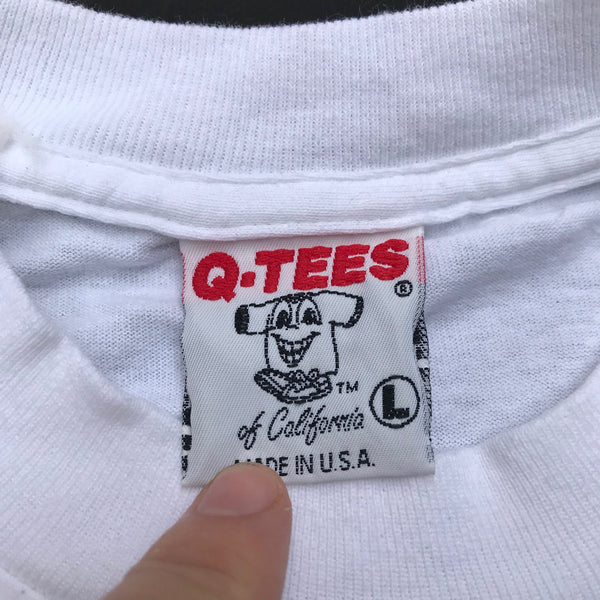 Q-TEES
®
TM
of California
L
MADE IN U.S.A.